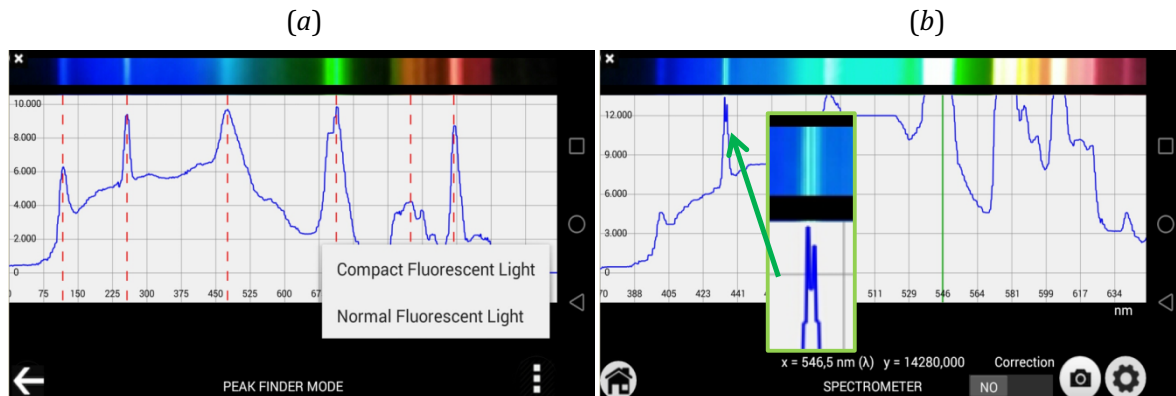 (a)
(b)
×
×
10.000
8.000
6.000
4.000
2.000
0
75 150 225 300 375 450 525 600
Compact Fluorescent Light
Normal Fluorescent Light
PEAK FINDER MODE
12.000
9.000
6.000
3.000
0
70 388 405 423 441 511 529 546 564 581 599 617 634
nm
x = 546,5 nm (λ) y = 14280,000 Correction
SPECTROMETER NO